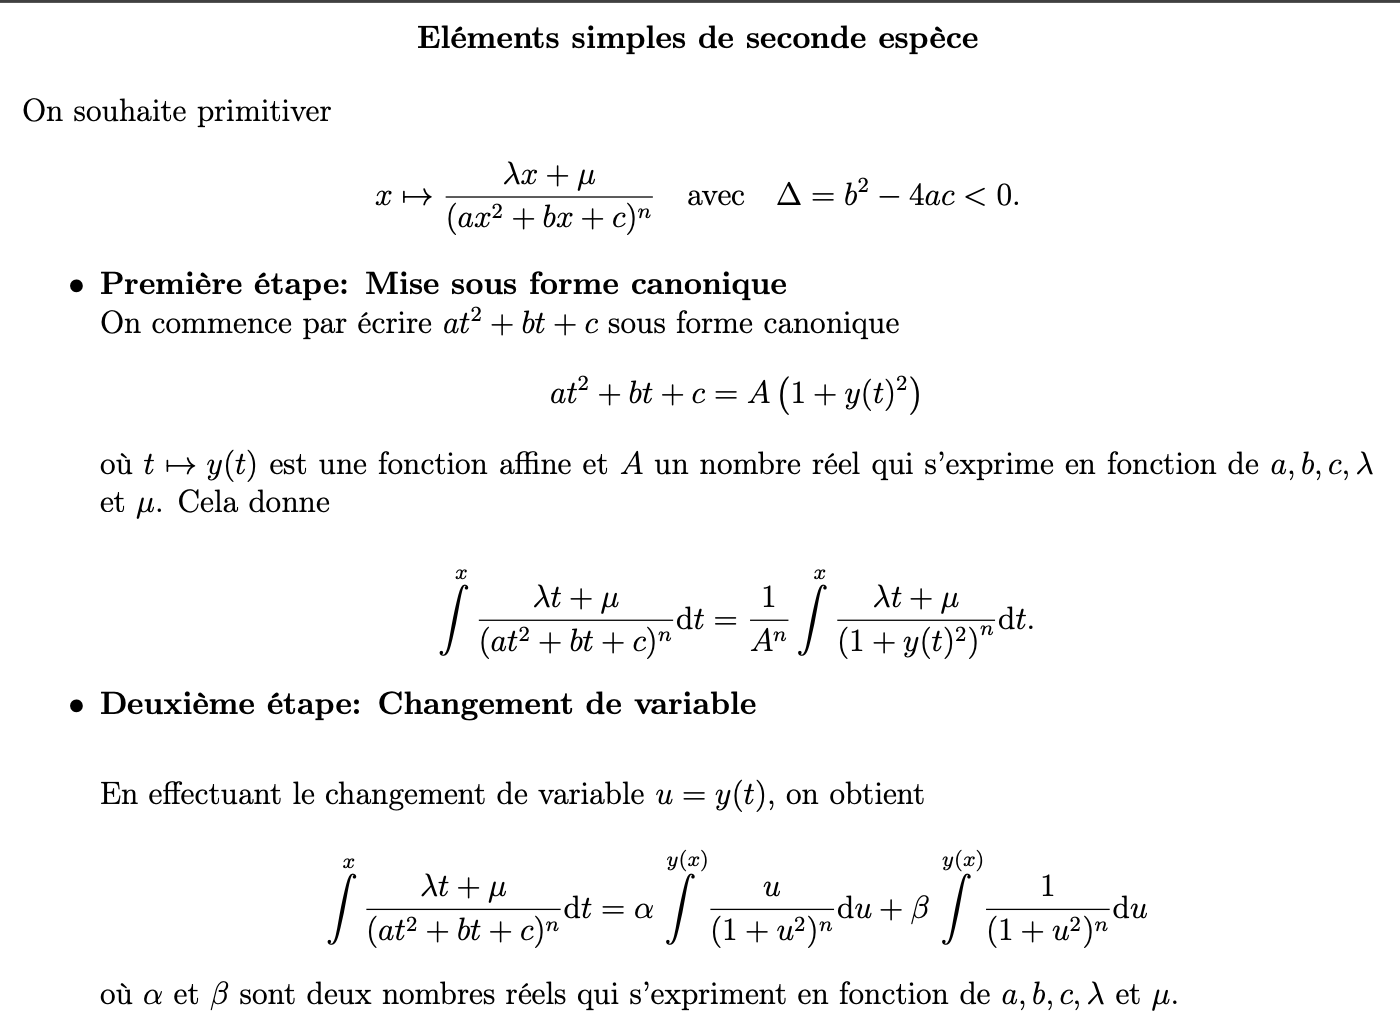 Eléments simples de seconde espèce
On souhaite primitiver
$$x \mapsto \frac{\lambda x + \mu}{(ax^2 + bx + c)^n} \quad \text{avec} \quad \Delta = b^2 - 4ac < 0.$$
• Première étape: Mise sous forme canonique
On commence par écrire $at^2 + bt + c$ sous forme canonique
$$at^2 + bt + c = A\left(1 + y(t)^2\right)$$
où $t \mapsto y(t)$ est une fonction affine et $A$ un nombre réel qui s'exprime en fonction de $a, b, c, \lambda$
et $\mu$. Cela donne
$$\int^{x} \frac{\lambda t + \mu}{(at^2 + bt + c)^n} \mathrm{d}t = \frac{1}{A^n} \int^{x} \frac{\lambda t + \mu}{(1 + y(t)^2)^n} \mathrm{d}t.$$
• Deuxième étape: Changement de variable
En effectuant le changement de variable $u = y(t)$, on obtient
$$\int^{x} \frac{\lambda t + \mu}{(at^2 + bt + c)^n} \mathrm{d}t = \alpha \int^{y(x)} \frac{u}{(1 + u^2)^n} \mathrm{d}u + \beta \int^{y(x)} \frac{1}{(1 + u^2)^n} \mathrm{d}u$$
où $\alpha$ et $\beta$ sont deux nombres réels qui s'expriment en fonction de $a, b, c, \lambda$ et $\mu$.